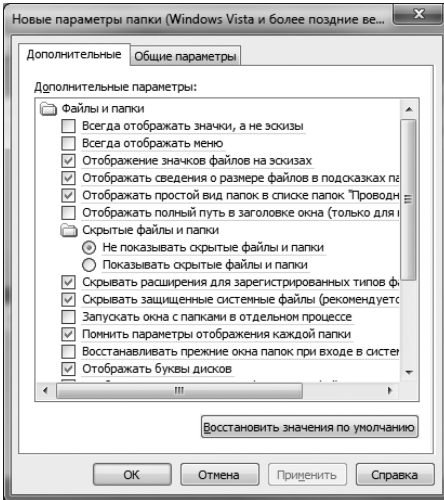 Новые параметры папки (Windows Vista и более поздние ве...
Дополнительные
Общие параметры
Дополнительные параметры:
Файлы и папки
Всегда отображать значки, а не эскизы
Всегда отображать меню
Отображение значков файлов на эскизах
Отображать сведения о размере файлов в подсказках па
Отображать простой вид папок в списке папок "Проводн
Отображать полный путь в заголовке окна (только для
Скрытые файлы и папки
Не показывать скрытые файлы и папки
Показывать скрытые файлы и папки
Скрывать расширения для зарегистрированных типов ф
Скрывать защищенные системные файлы (рекомендуетс
Запускать окна с папками в отдельном процессе
Помнить параметры отображения каждой папки
Восстанавливать прежние окна папок при входе в систе
Отображать буквы дисков
Восстановить значения по умолчанию
ОК
Отмена
Применить
Справка